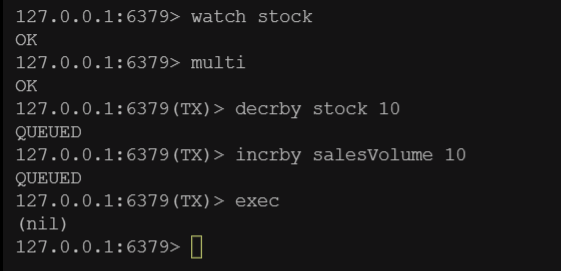 127.0.0.1:6379> watch stock
OK
127.0.0.1:6379> multi
OK
127.0.0.1:6379(TX)> decrby stock 10
QUEUED
127.0.0.1:6379(TX)> incrby salesVolume 10
QUEUED
127.0.0.1:6379(TX)> exec
(nil)
127.0.0.1:6379>